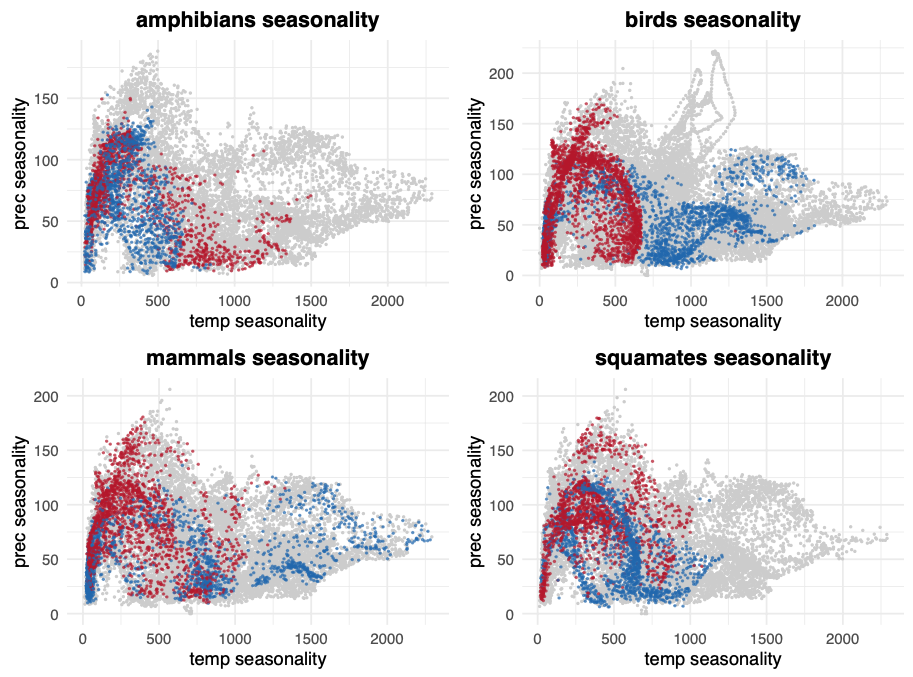 amphibians seasonality
prec seasonality
150
100
50
0
0 500 1000 1500 2000
temp seasonality
birds seasonality
prec seasonality
200
150
100
50
0
0 500 1000 1500 2000
temp seasonality
mammals seasonality
prec seasonality
200
150
100
50
0
0 500 1000 1500 2000
temp seasonality
squamates seasonality
prec seasonality
200
150
100
50
0
0 500 1000 1500 2000
temp seasonality